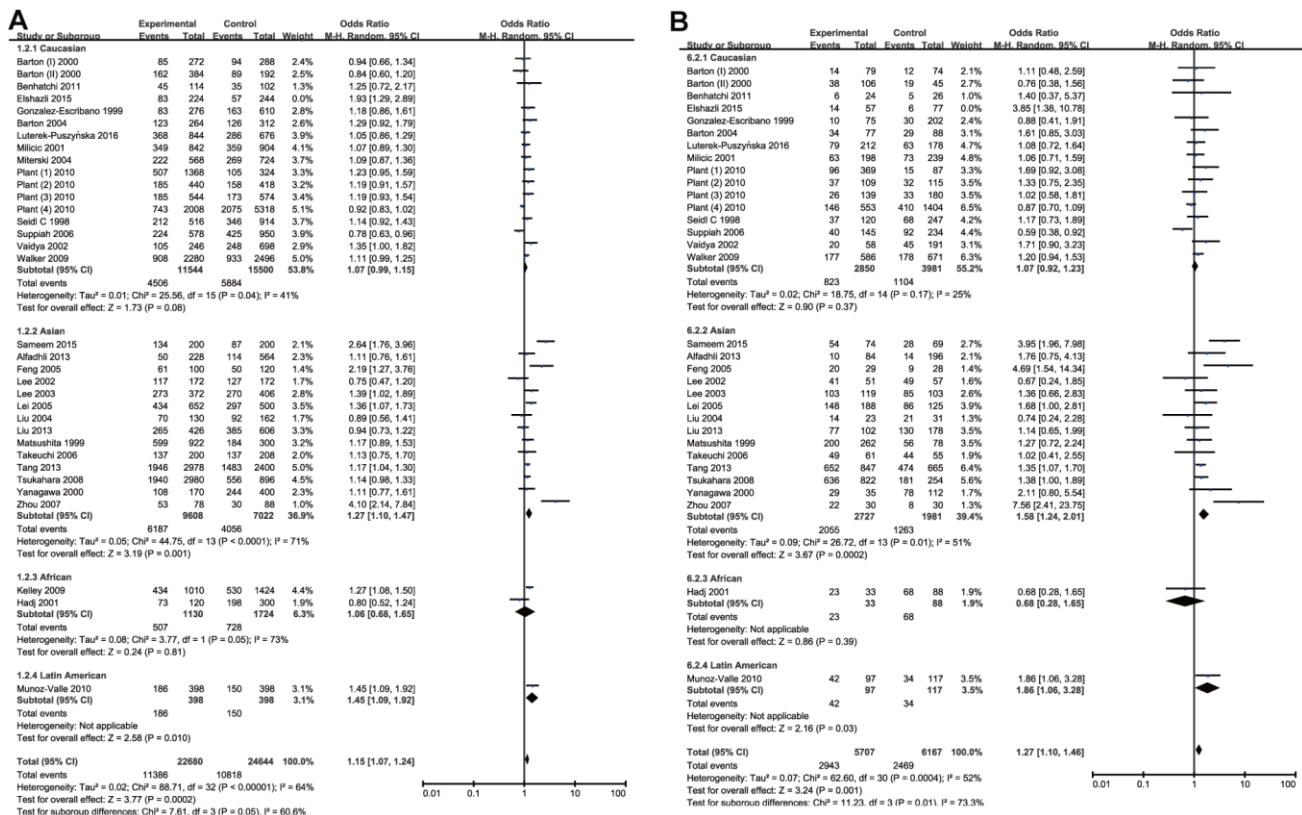 A
Experimental Control Odds Ratio Odds Ratio
Study or Subgroup Events Total Events Total Weight M-H. Random. 95% CI M-H. Random. 95% CI
1.2.1 Caucasian
Barton (I) 2000 85 272 94 288 2.4% 0.94 [0.66, 1.34]
Barton (II) 2000 162 384 89 192 2.5% 0.84 [0.60, 1.20]
Benhatchi 2011 45 114 35 102 1.5% 1.25 [0.72, 2.17]
Elshazli 2015 83 224 57 244 0.0% 1.93 [1.29, 2.89]
Gonzalez-Escribano 1999 83 276 163 610 2.8% 1.18 [0.86, 1.61]
Barton 2004 123 264 126 312 2.6% 1.29 [0.92, 1.79]
Luterek-Puszyńska 2016 368 844 286 676 4.1% 1.05 [0.86, 1.29]
Milicic 2001 349 842 359 904 4.3% 1.07 [0.89, 1.30]
Miterski 2004 222 568 269 724 3.8% 1.09 [0.87, 1.36]
Plant (1) 2010 507 1368 105 324 3.4% 1.23 [0.95, 1.59]
Plant (2) 2010 185 440 158 418 3.2% 1.19 [0.91, 1.57]
Plant (3) 2010 185 544 173 574 3.5% 1.19 [0.93, 1.54]
Plant (4) 2010 743 2008 2075 5318 5.4% 0.92 [0.83, 1.02]
Seidl C 1998 212 516 346 914 3.9% 1.14 [0.92, 1.43]
Suppiah 2006 224 578 425 950 4.0% 0.78 [0.63, 0.96]
Vaidya 2002 105 246 248 698 2.9% 1.35 [1.00, 1.82]
Walker 2009 908 2280 933 2496 5.3% 1.11 [0.99, 1.25]
Subtotal (95% CI) 11544 15500 53.8% 1.07 [0.99, 1.15]
Total events 4506 5884
Heterogeneity: Tau² = 0.01; Chi² = 25.56, df = 15 (P = 0.04); I² = 41%
Test for overall effect: Z = 1.73 (P = 0.08)
1.2.2 Asian
Sameem 2015 134 200 87 200 2.1% 2.64 [1.76, 3.96]
Alfadhli 2013 50 228 114 564 2.3% 1.11 [0.76, 1.61]
Feng 2005 61 100 50 120 1.5% 2.19 [1.27, 3.76]
Lee 2002 117 172 127 172 1.7% 0.75 [0.47, 1.20]
Lee 2003 273 372 270 406 2.8% 1.39 [1.02, 1.89]
Lei 2005 434 652 297 500 3.5% 1.36 [1.07, 1.73]
Liu 2004 70 130 92 162 1.8% 0.89 [0.56, 1.41]
Liu 2013 265 426 385 606 3.4% 0.94 [0.73, 1.22]
Matsushita 1999 599 922 184 300 3.2% 1.17 [0.89, 1.53]
Takeuchi 2006 137 200 137 208 2.0% 1.13 [0.75, 1.70]
Tang 2013 1946 2978 1483 2400 5.3% 1.17 [1.04, 1.30]
Tsukahara 2008 1940 2980 556 896 4.8% 1.14 [0.98, 1.33]
Yanagawa 2000 108 170 244 400 2.3% 1.11 [0.77, 1.61]
Zhou 2007 53 78 30 88 1.1% 4.10 [2.14, 7.84]
Subtotal (95% CI) 9608 7022 36.9% 1.27 [1.10, 1.47]
Total events 6187 4056
Heterogeneity: Tau² = 0.05; Chi² = 44.75, df = 13 (P < 0.0001); I² = 71%
Test for overall effect: Z = 3.19 (P = 0.001)
1.2.3 African
Kelley 2009 434 1010 530 1424 4.4% 1.27 [1.08, 1.50]
Hadj 2001 73 120 198 300 1.9% 0.80 [0.52, 1.24]
Subtotal (95% CI) 1130 1724 6.3% 1.06 [0.68, 1.65]
Total events 507 728
Heterogeneity: Tau² = 0.08; Chi² = 3.77, df = 1 (P = 0.05); I² = 73%
Test for overall effect: Z = 0.24 (P = 0.81)
1.2.4 Latin American
Munoz-Valle 2010 186 398 150 398 3.1% 1.45 [1.09, 1.92]
Subtotal (95% CI) 398 398 3.1% 1.45 [1.09, 1.92]
Total events 186 150
Heterogeneity: Not applicable
Test for overall effect: Z = 2.58 (P = 0.010)
Total (95% CI) 22680 24644 100.0% 1.15 [1.07, 1.24]
Total events 11386 10818
Heterogeneity: Tau² = 0.02; Chi² = 88.71, df = 32 (P < 0.00001); I² = 64%
Test for overall effect: Z = 3.77 (P = 0.0002)
Test for subgroup differences: Chi² = 7.61, df = 3 (P = 0.05), I² = 60.6%
0.01 0.1 1 10 100
B
Experimental Control Odds Ratio Odds Ratio
Study or Subgroup Events Total Events Total Weight M-H. Random. 95% CI M-H. Random. 95% CI
6.2.1 Caucasian
Barton (I) 2000 14 79 12 74 2.1% 1.11 [0.48, 2.59]
Barton (II) 2000 38 106 19 45 2.7% 0.76 [0.38, 1.56]
Benhatchi 2011 6 24 5 26 1.0% 1.40 [0.37, 5.37]
Elshazli 2015 14 57 6 77 0.0% 3.85 [1.38, 10.78]
Gonzalez-Escribano 1999 10 75 30 202 2.4% 0.88 [0.41, 1.91]
Barton 2004 34 77 29 88 3.1% 1.61 [0.85, 3.03]
Luterek-Puszyńska 2016 79 212 63 178 4.8% 1.08 [0.72, 1.64]
Milicic 2001 63 198 73 239 4.9% 1.06 [0.71, 1.59]
Plant (1) 2010 96 369 15 87 3.2% 1.69 [0.92, 3.08]
Plant (2) 2010 37 109 32 115 3.4% 1.33 [0.75, 2.35]
Plant (3) 2010 26 139 33 180 3.4% 1.02 [0.58, 1.81]
Plant (4) 2010 146 553 410 1404 7.1% 0.87 [0.70, 1.09]
Seidl C 1998 37 120 68 247 4.2% 1.17 [0.73, 1.89]
Suppiah 2006 40 145 92 234 4.5% 0.59 [0.38, 0.92]
Vaidya 2002 20 58 45 191 3.0% 1.71 [0.90, 3.23]
Walker 2009 177 586 178 671 6.7% 1.20 [0.94, 1.53]
Subtotal (95% CI) 2850 3981 55.2% 1.07 [0.92, 1.23]
Total events 823 1104
Heterogeneity: Tau² = 0.02; Chi² = 18.75, df = 14 (P = 0.17); I² = 25%
Test for overall effect: Z = 0.90 (P = 0.37)
6.2.2 Asian
Sameem 2015 54 74 28 69 2.7% 3.95 [1.96, 7.98]
Alfadhli 2013 10 84 14 196 2.0% 1.76 [0.75, 4.13]
Feng 2005 20 29 9 28 1.4% 4.69 [1.54, 14.34]
Lee 2002 41 51 49 57 1.5% 0.67 [0.24, 1.85]
Lee 2003 103 119 85 103 2.6% 1.36 [0.66, 2.83]
Lei 2005 148 188 86 125 3.8% 1.68 [1.00, 2.81]
Liu 2004 14 23 21 31 1.3% 0.74 [0.24, 2.28]
Liu 2013 77 102 130 178 3.5% 1.14 [0.65, 1.99]
Matsushita 1999 200 262 56 78 3.4% 1.27 [0.72, 2.24]
Takeuchi 2006 49 61 44 55 1.9% 1.02 [0.41, 2.55]
Tang 2013 652 847 474 665 7.0% 1.35 [1.07, 1.70]
Tsukahara 2008 636 822 181 254 5.6% 1.38 [1.00, 1.89]
Yanagawa 2000 29 35 78 112 1.7% 2.11 [0.80, 5.54]
Zhou 2007 22 30 8 30 1.3% 7.56 [2.41, 23.75]
Subtotal (95% CI) 2727 1981 39.4% 1.58 [1.24, 2.01]
Total events 2055 1263
Heterogeneity: Tau² = 0.09; Chi² = 26.72, df = 13 (P = 0.01); I² = 51%
Test for overall effect: Z = 3.67 (P = 0.0002)
6.2.3 African
Hadj 2001 23 33 68 88 1.9% 0.68 [0.28, 1.65]
Subtotal (95% CI) 33 88 1.9% 0.68 [0.28, 1.65]
Total events 23 68
Heterogeneity: Not applicable
Test for overall effect: Z = 0.86 (P = 0.39)
6.2.4 Latin American
Munoz-Valle 2010 42 97 34 117 3.5% 1.86 [1.06, 3.28]
Subtotal (95% CI) 97 117 3.5% 1.86 [1.06, 3.28]
Total events 42 34
Heterogeneity: Not applicable
Test for overall effect: Z = 2.16 (P = 0.03)
Total (95% CI) 5707 6167 100.0% 1.27 [1.10, 1.46]
Total events 2943 2469
Heterogeneity: Tau² = 0.07; Chi² = 62.60, df = 30 (P = 0.0004); I² = 52%
Test for overall effect: Z = 3.24 (P = 0.001)
Test for subgroup differences: Chi² = 11.23, df = 3 (P = 0.01), I² = 73.3%
0.01 0.1 1 10 100